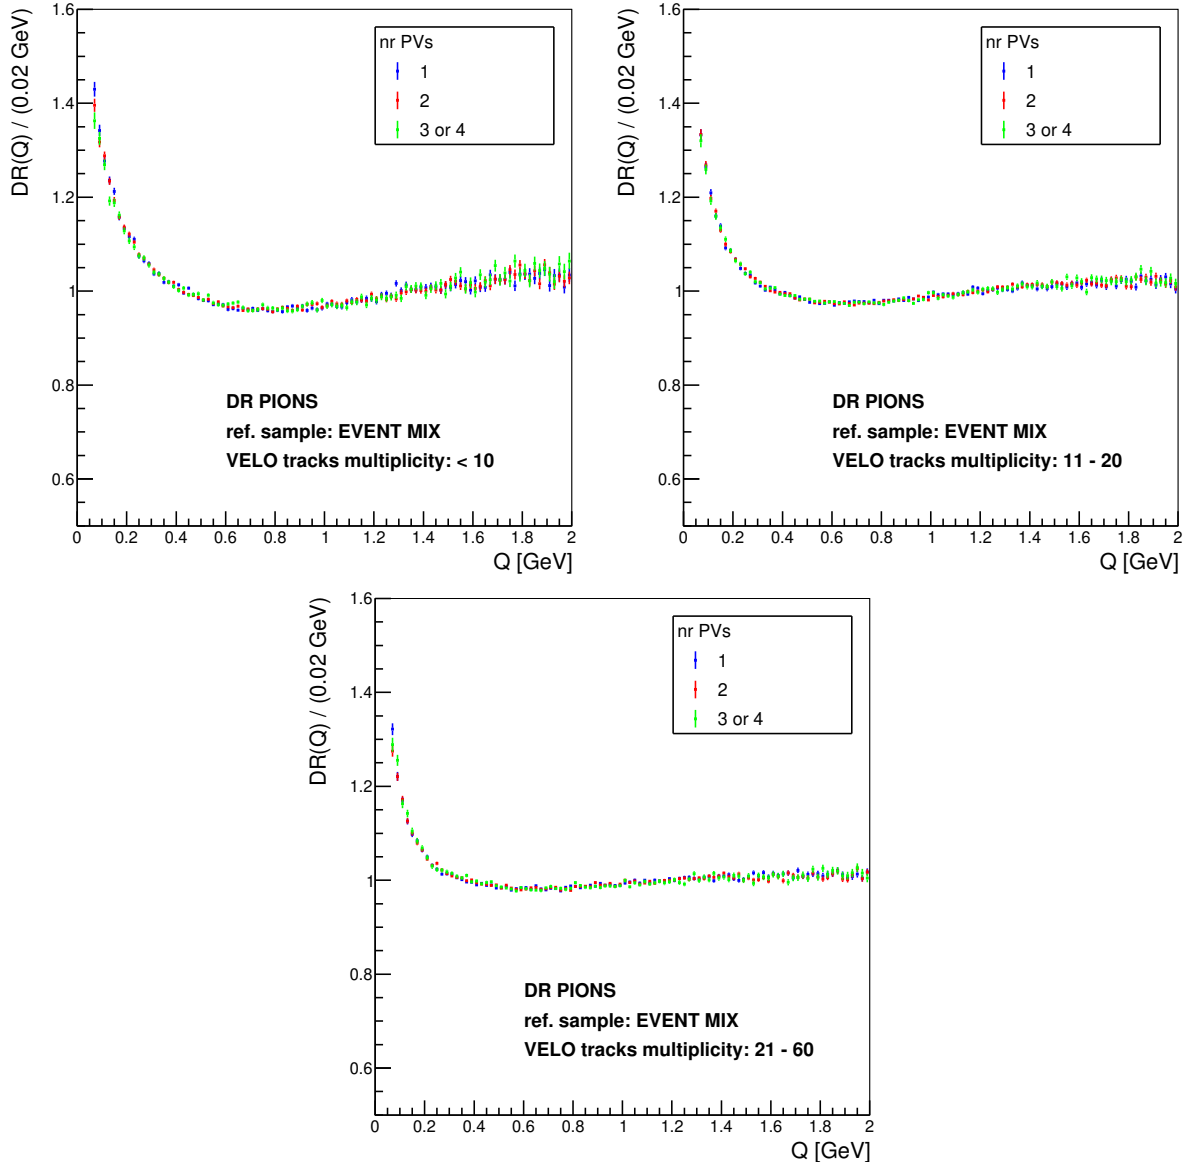 DR(Q) / (0.02 GeV)
1.6
1.4
1.2
1
0.8
0.6
nr PVs
1
2
3 or 4
DR PIONS
ref. sample: EVENT MIX
VELO tracks multiplicity: < 10
0 0.2 0.4 0.6 0.8 1 1.2 1.4 1.6 1.8 2
Q [GeV]
DR(Q) / (0.02 GeV)
1.6
1.4
1.2
1
0.8
0.6
nr PVs
1
2
3 or 4
DR PIONS
ref. sample: EVENT MIX
VELO tracks multiplicity: 11 - 20
0 0.2 0.4 0.6 0.8 1 1.2 1.4 1.6 1.8 2
Q [GeV]
DR(Q) / (0.02 GeV)
1.6
1.4
1.2
1
0.8
0.6
nr PVs
1
2
3 or 4
DR PIONS
ref. sample: EVENT MIX
VELO tracks multiplicity: 21 - 60
0 0.2 0.4 0.6 0.8 1 1.2 1.4 1.6 1.8 2
Q [GeV]